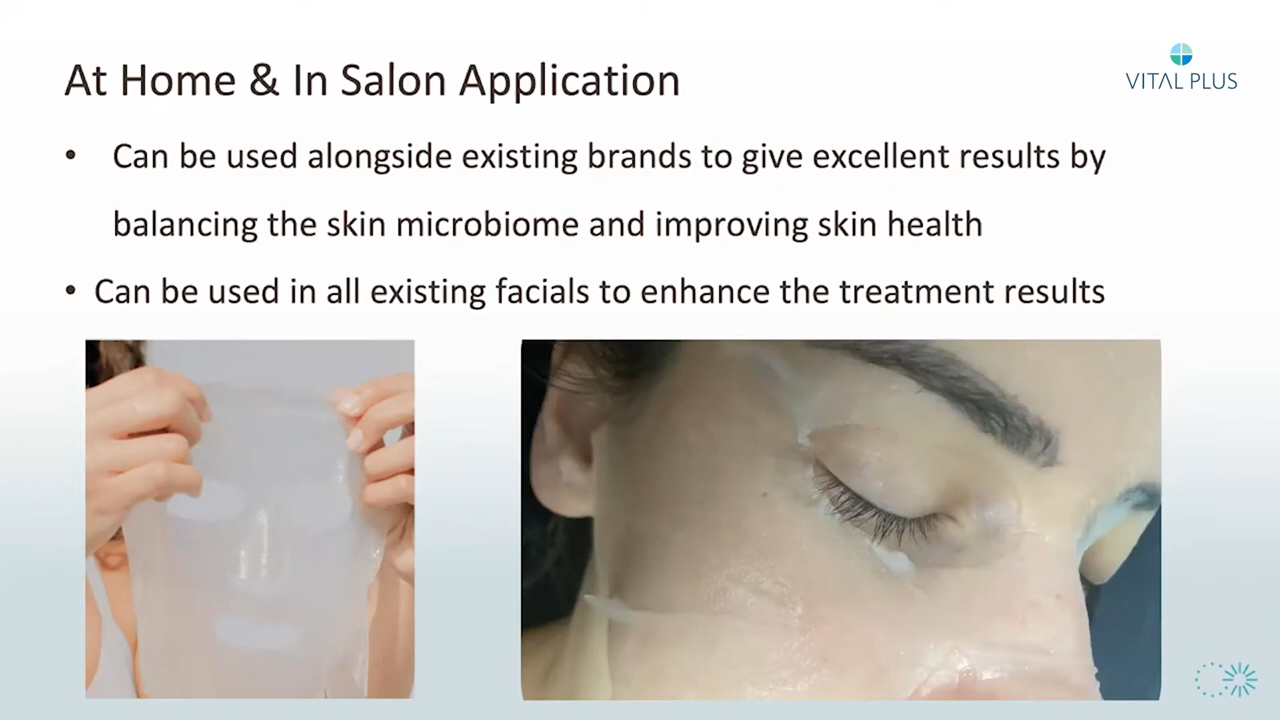 At Home & In Salon Application
VITAL PLUS
• Can be used alongside existing brands to give excellent results by
balancing the skin microbiome and improving skin health
• Can be used in all existing facials to enhance the treatment results